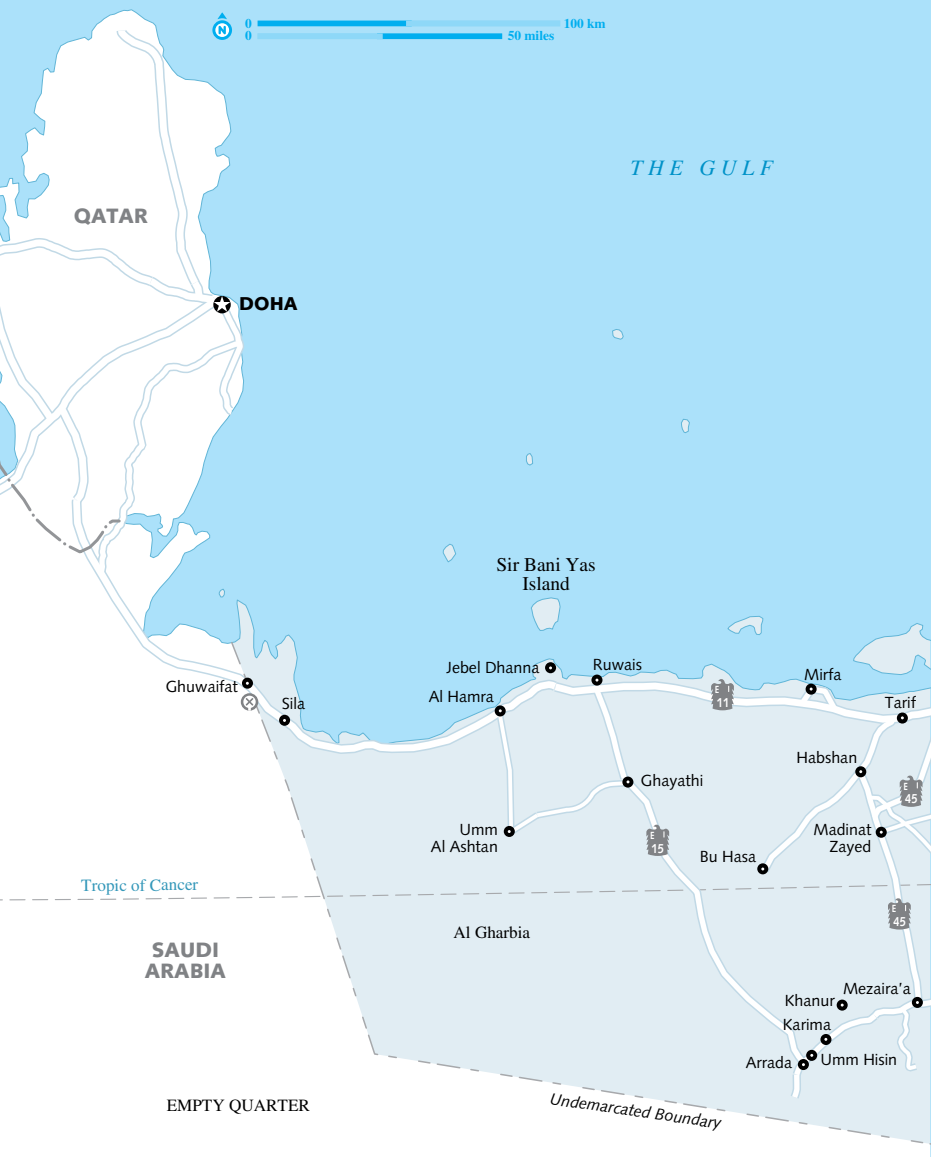 0
100 km
N
0
50 miles
THE GULF
QATAR
DOHA
Sir Bani Yas
Island
Jebel Dhanna
Ruwais
Ghuwaifat
Al Hamra
Mirfa
E
11
Sila
Tarif
Habshan
Ghayathi
E
45
Umm
Al Ashtan
Madinat
Zayed
E
15
Bu Hasa
Tropic of Cancer
E
45
Al Gharbia
SAUDI
ARABIA
Mezaira'a
Khanur
Karima
Umm Hisin
Arrada
EMPTY QUARTER
Undemarcated Boundary